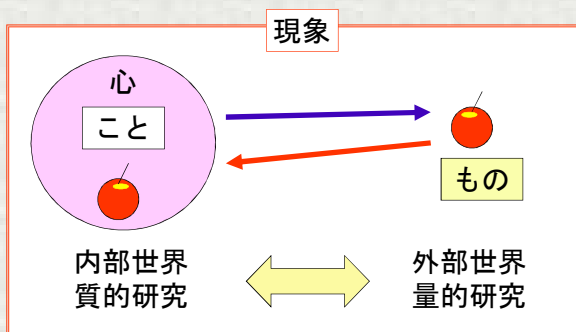 現象
心
こと
もの
内部世界
質的研究
外部世界
量的研究